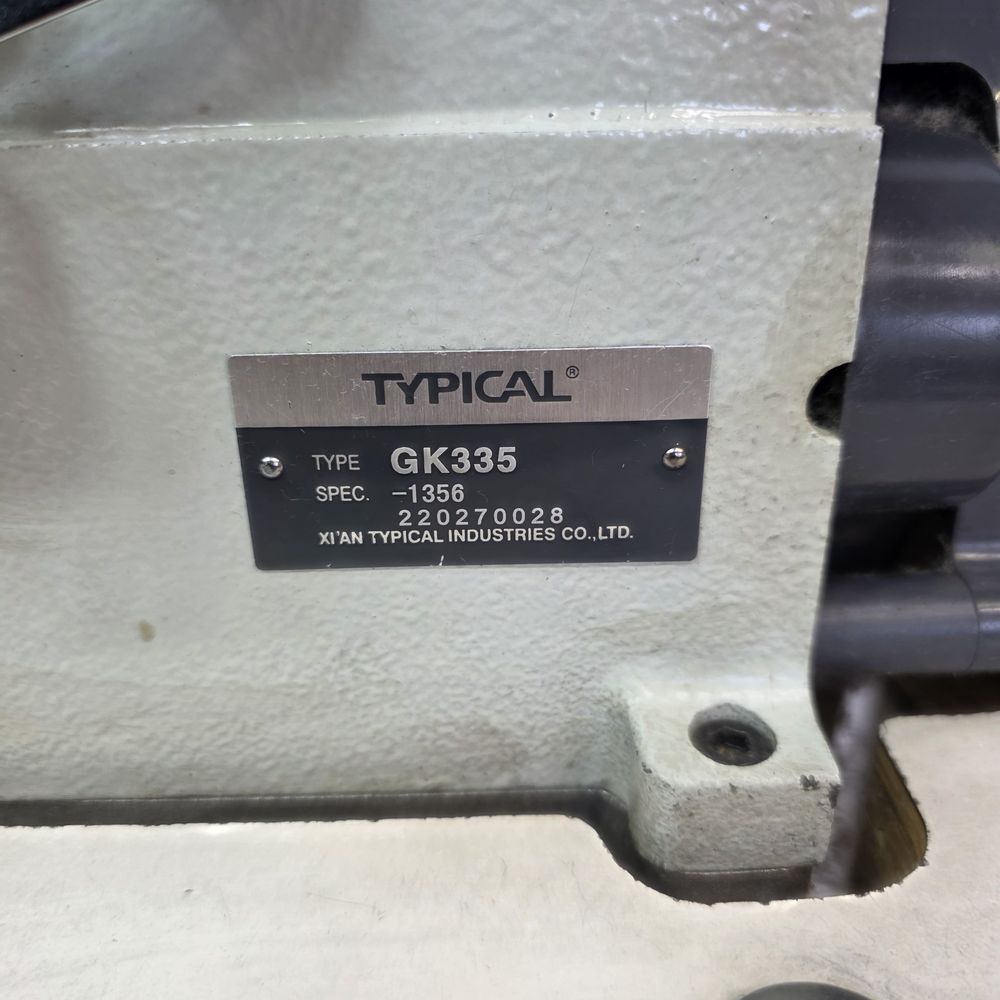 TYPICAL®
TYPE GK335
SPEC. -1356
220270028
XI'AN TYPICAL INDUSTRIES CO.,LTD.